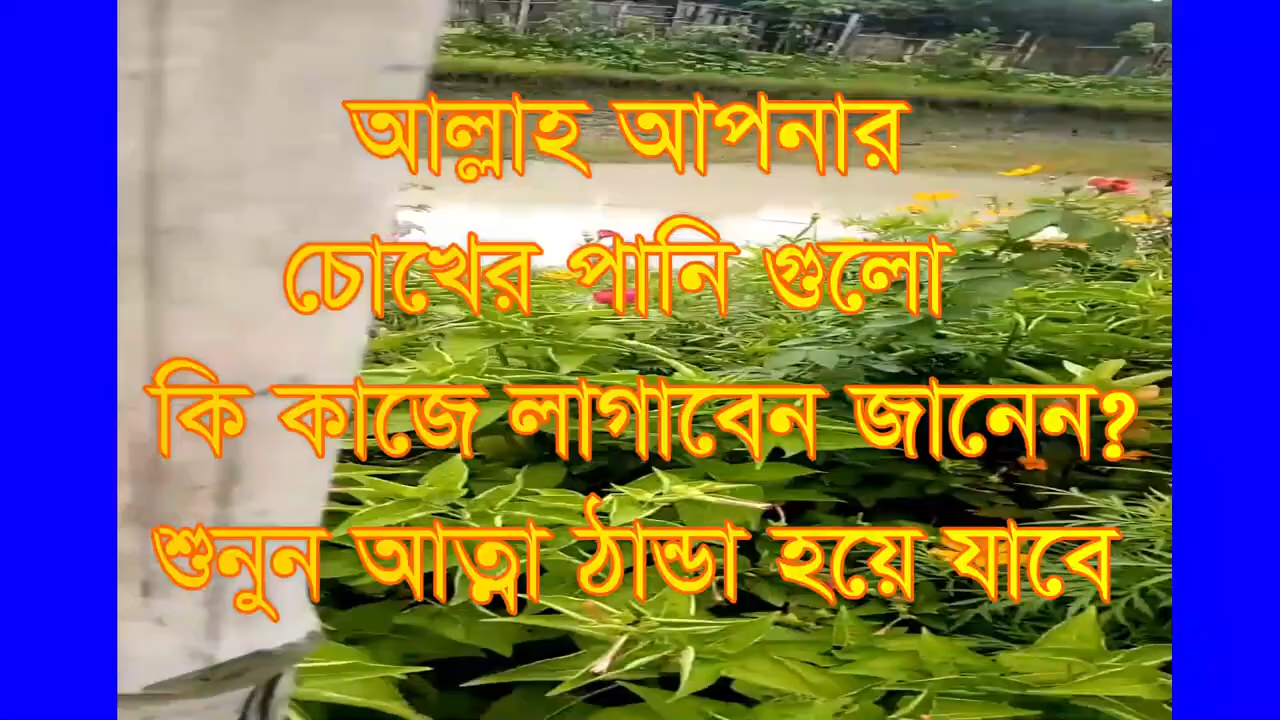 আল্লাহ আপনার
চোখের পানি গুলো
কি কাজে লাগাবেন জানেন?
শুনুন আত্না ঠান্ডা হয়ে যাবে